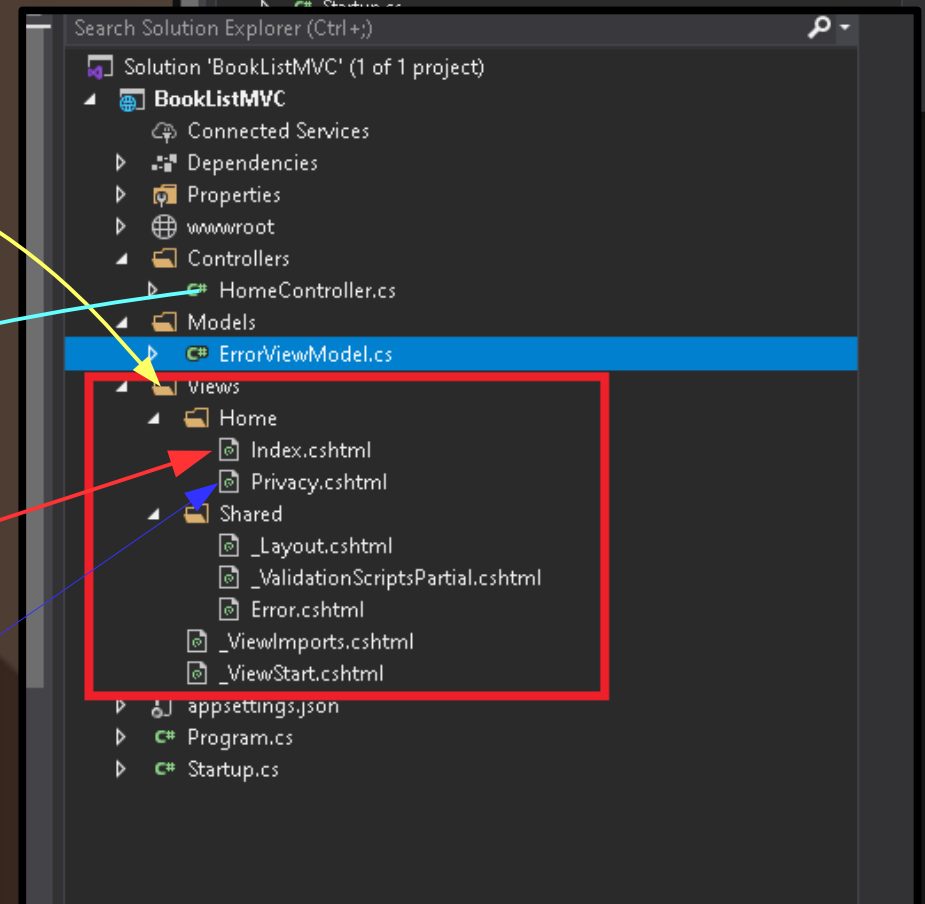 Startup.cs
Search Solution Explorer (Ctrl+;)
Solution 'BookListMVC' (1 of 1 project)
BookListMVC
Connected Services
Dependencies
Properties
wwwroot
Controllers
C# HomeController.cs
Models
C# ErrorViewModel.cs
Views
Home
Index.cshtml
Privacy.cshtml
Shared
_Layout.cshtml
_ValidationScriptsPartial.cshtml
Error.cshtml
_ViewImports.cshtml
_ViewStart.cshtml
appsettings.json
C# Program.cs
C# Startup.cs